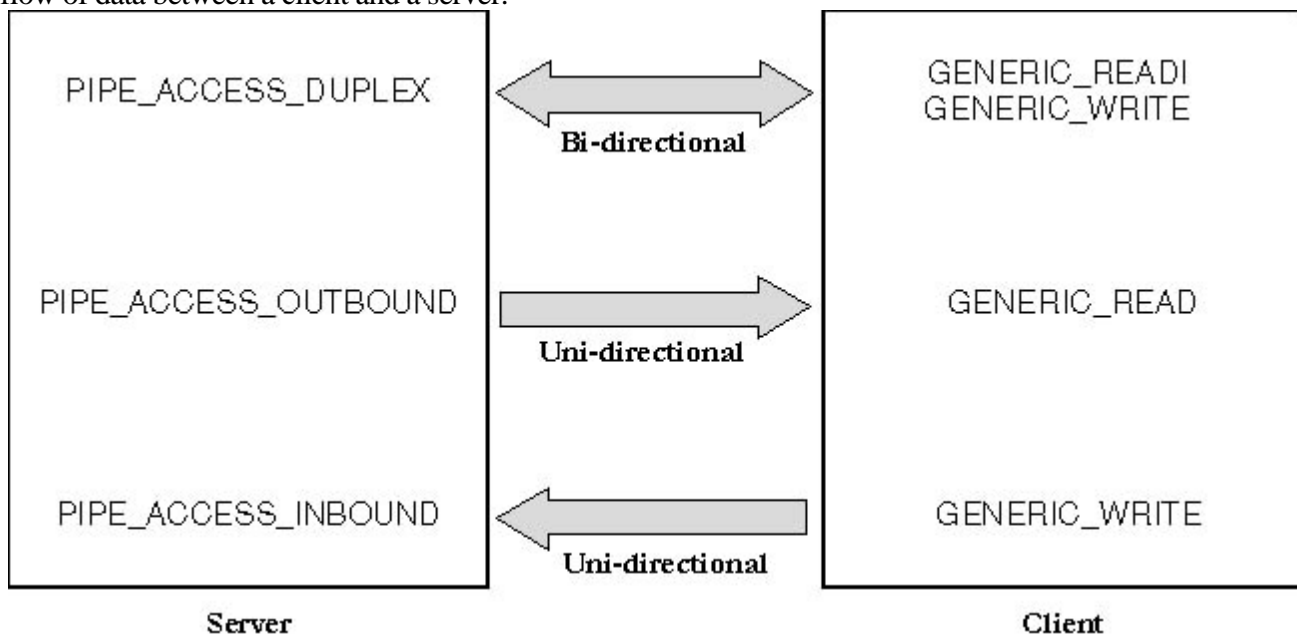 flow of data between a client and a server.
PIPE_ACCESS_DUPLEX
GENERIC_READI
GENERIC_WRITE
Bi-directional
PIPE_ACCESS_OUTBOUND
GENERIC_READ
Uni-directional
PIPE_ACCESS_INBOUND
GENERIC_WRITE
Uni-directional
Server
Client